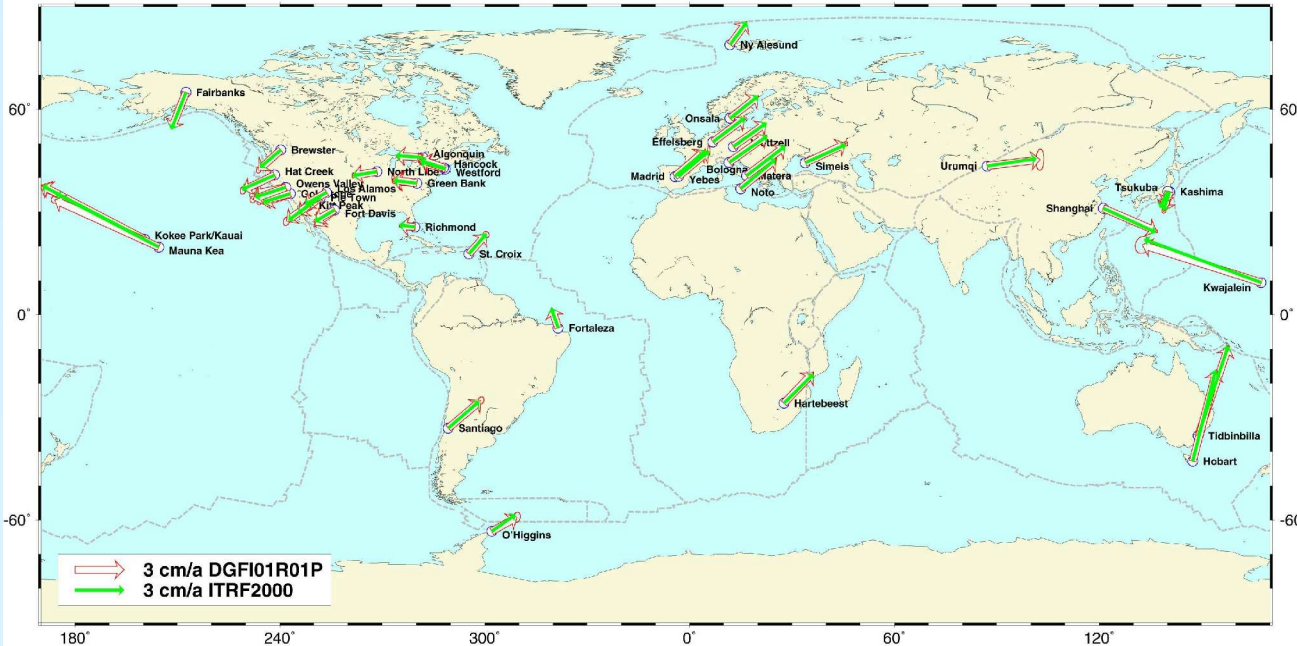 Ny Alesund
60° 60
Fairbanks
Onsala
Effelsberg
Brewster
Algonquin
Hancock
Westford
Hat Creek
North Libe
Simeis
Urumqi
Bologna
Matera
Madrid
Yebes
Green Bank
Owens Valley
Los Alamos
Pie Town
Tsukuba
Kashima
Noto
Kitt Peak
Fort Davis
Shanghai
Richmond
Kokee Park/Kauai
Mauna Kea
St. Croix
Kwajalein
0° 0°
Fortaleza
Hartebeest
Santiago
Tidbinbilla
Hobart
-60° -60
O'Higgins
3 cm/a DGFI01R01P
3 cm/a ITRF2000
180° 240° 300° 0° 60° 120°